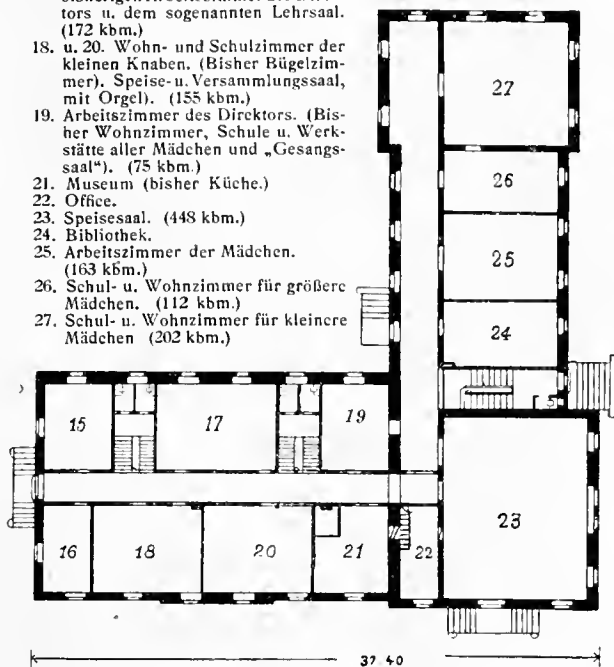 tors u. dem sogenannten Lehrsaal.
(172 kbm.)
18. u. 20. Wohn- und Schulzimmer der
kleinen Knaben. (Bisher Bügelzim-
mer). Speise- u. Versammlungssaal,
mit Orgel). (155 kbm.)
19. Arbeitszimmer des Direktors. (Bis-
her Wohnzimmer, Schule u. Werk-
stätte aller Mädchen und „Gesangs-
saal“). (75 kbm.)
21. Museum (bisher Küche.)
22. Office.
23. Speisesaal. (448 kbm.)
24. Bibliothek.
25. Arbeitszimmer der Mädchen.
(163 kbm.)
26. Schul- u. Wohnzimmer für größere
Mädchen. (112 kbm.)
27. Schul- u. Wohnzimmer für kleinere
Mädchen (202 kbm.)
27
26
25
24
15
17
19
23
16
18
20
21
22
37.40